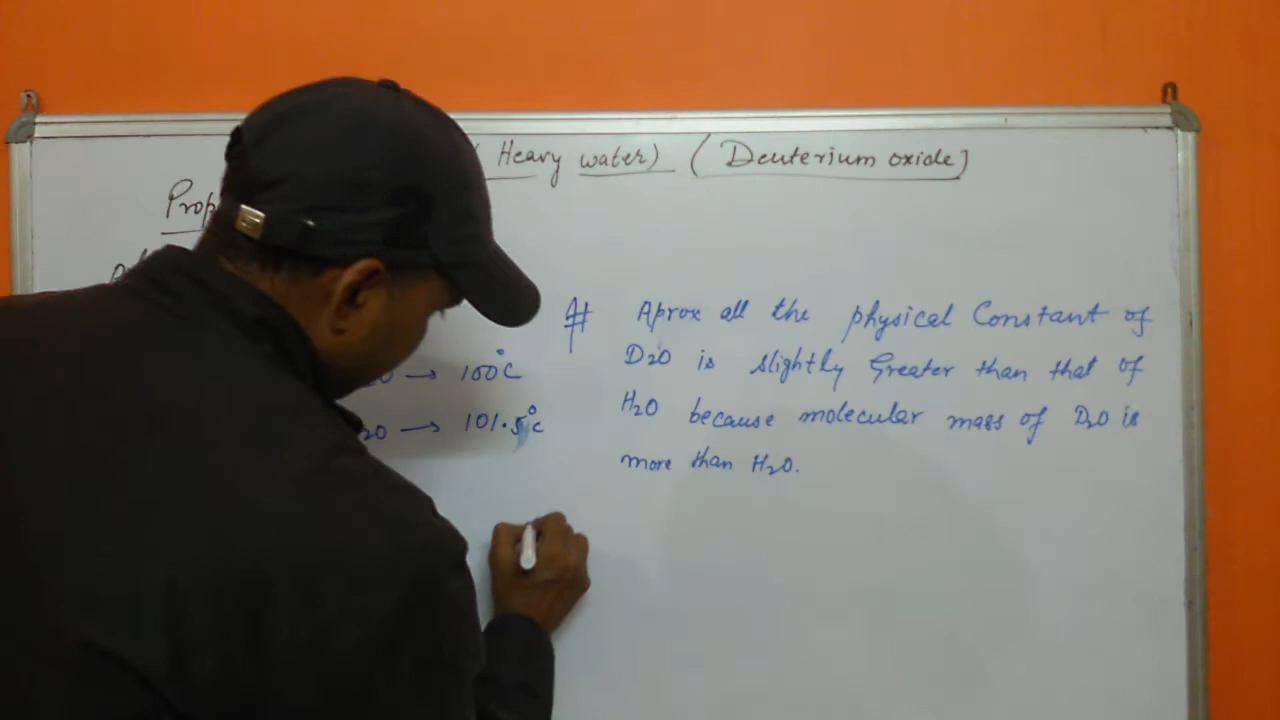 ( Heavy water) (Deuterium oxide]
Prop
→ 100°C
20 → 101.5°C
# Aprox all the physical Constant of
D2O is slightly Greater than that of
H2O because molecular mass of D2O is
more than H2O.